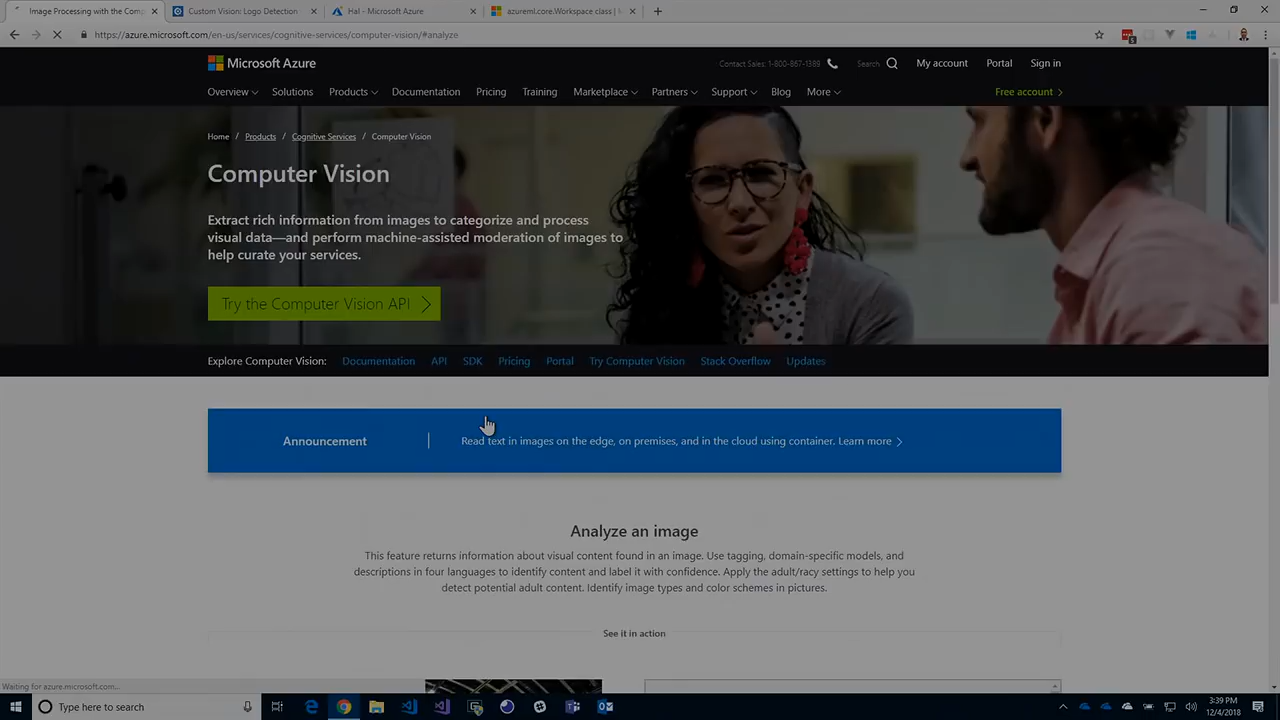 Image Processing with the Comp
Custom Vision: Logo Detection
Hal - Microsoft Azure
azureml.core.Workspace class |
https://azure.microsoft.com/en-us/services/cognitive-services/computer-vision/#analyze
Microsoft Azure
Contact Sales: 1-800-867-1389
Search
My account
Portal
Sign in
Overview
Solutions
Products
Documentation
Pricing
Training
Marketplace
Partners
Support
Blog
More
Free account
Home / Products / Cognitive Services / Computer Vision
Computer Vision
Extract rich information from images to categorize and process
visual data—and perform machine-assisted moderation of images to
help curate your services.
Try the Computer Vision API
Explore Computer Vision: Documentation API SDK Pricing Portal Try Computer Vision Stack Overflow Updates
Announcement
Read text in images on the edge, on premises, and in the cloud using container. Learn more
Analyze an image
This feature returns information about visual content found in an image. Use tagging, domain-specific models, and
descriptions in four languages to identify content and label it with confidence. Apply the adult/racy settings to help you
detect potential adult content. Identify image types and color schemes in pictures.
See it in action
Waiting for azure.microsoft.com...
Type here to search
3:39 PM
12/4/2018